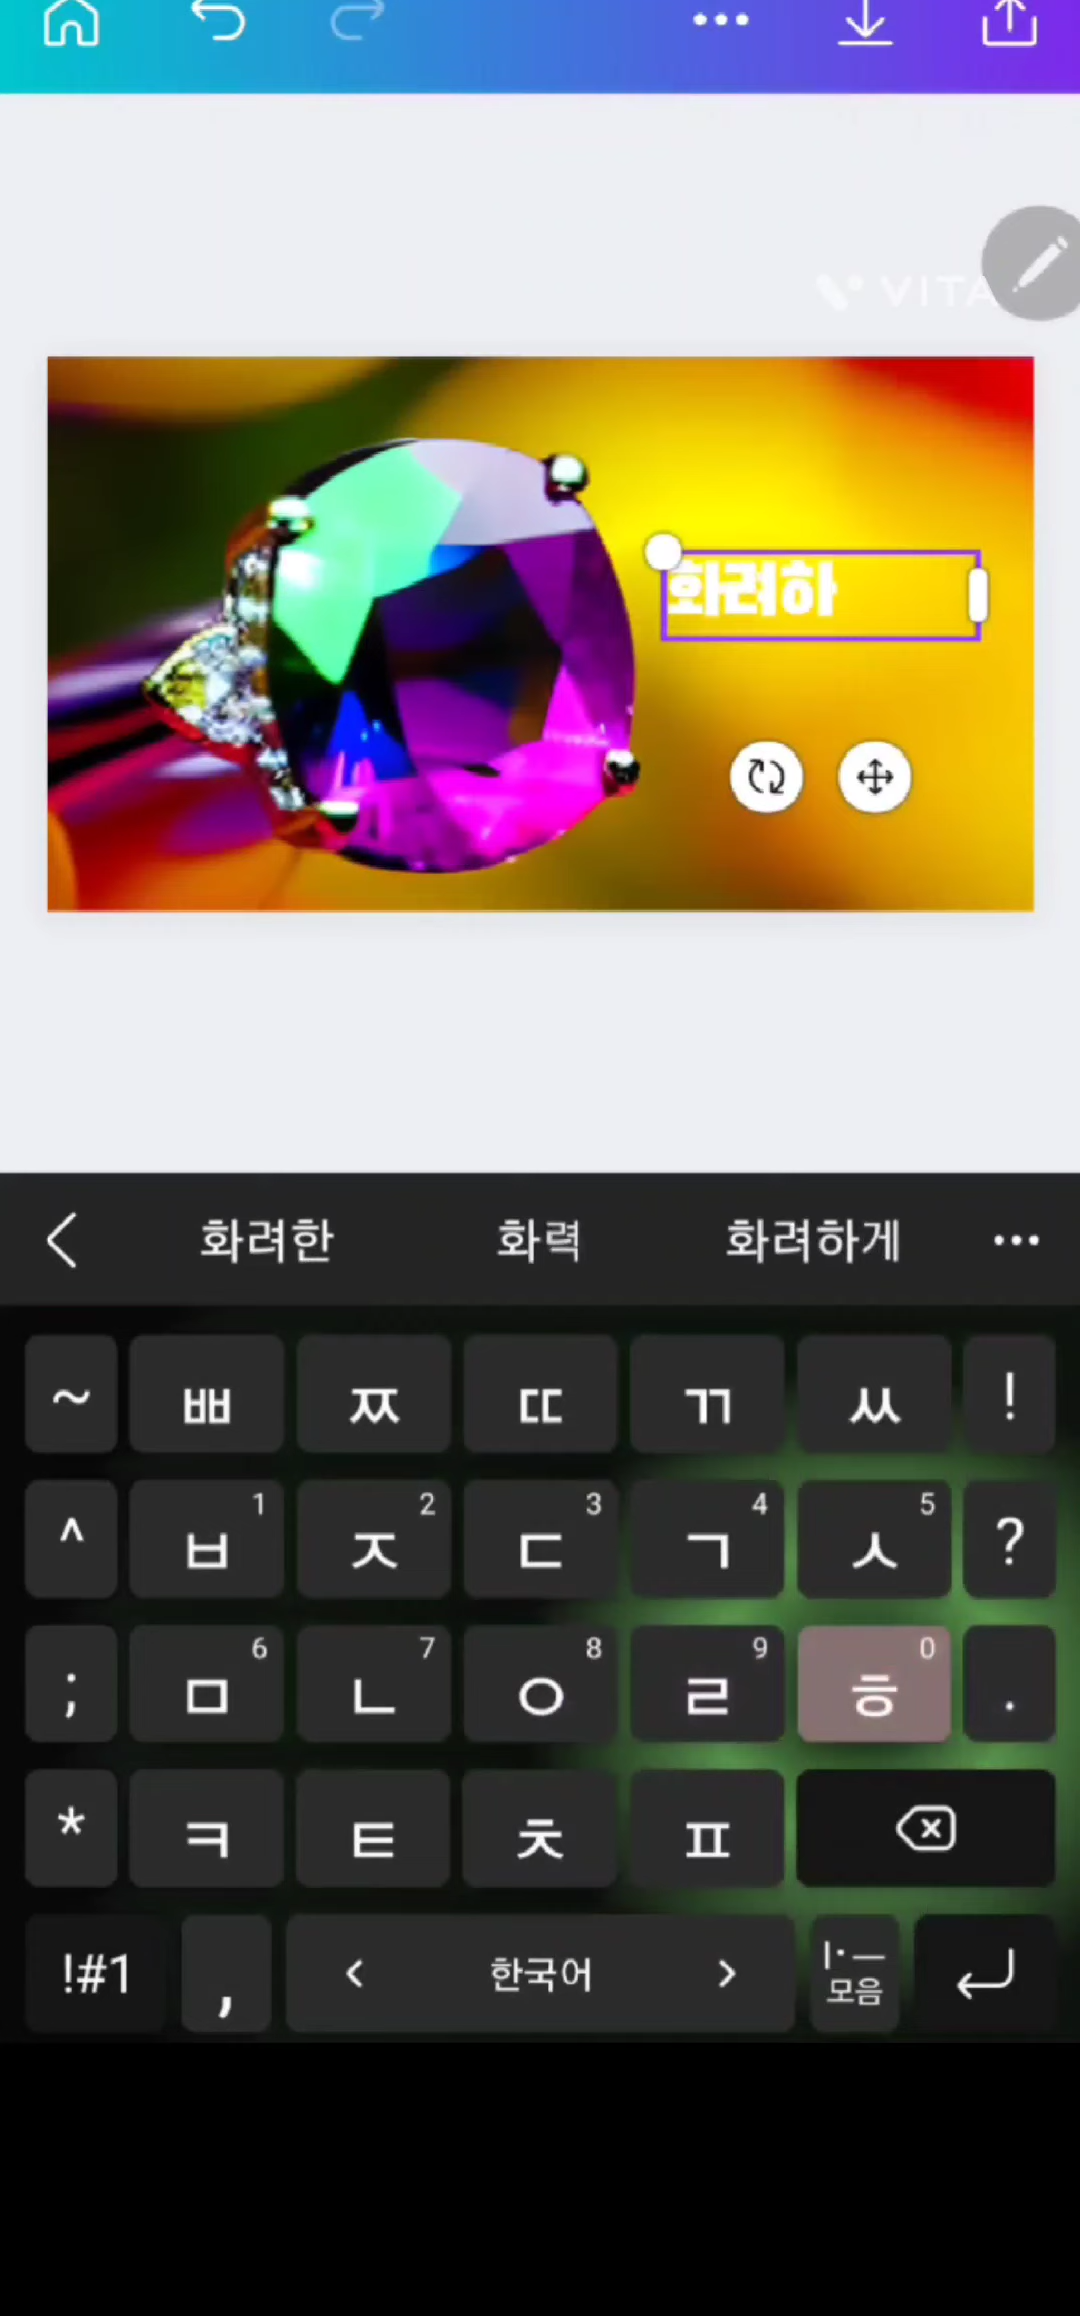 VITA
화려하
화려한 화력 화려하게 ...
~ ㅃ ㅉ ㄸ ㄲ ㅆ !
^ ㅂ 1 ㅈ 2 ㄷ 3 ㄱ 4 ㅅ 5 ?
; ㅁ 6 ㄴ 7 ㅇ 8 ㄹ 9 ㅎ 0 .
* ㅋ ㅌ ㅊ ㅍ
!#1 , < 한국어 > ㅣ·ㅡ
모음